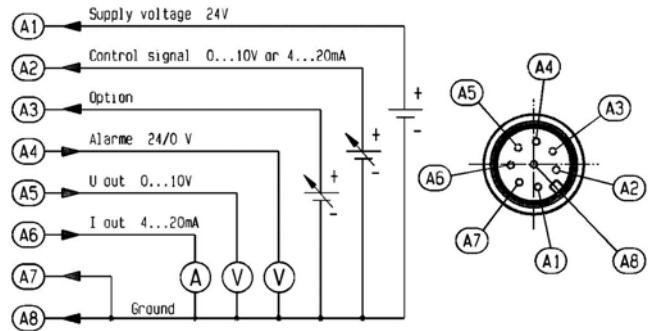 A1 Supply voltage 24V
A2 Control signal 0...10V or 4...20mA
A3 Option
A4 Alarme 24/0 V
A5 U out 0...10V
A6 I out 4...20mA
A7
A8 Ground
+
-
+
-
+
-
A V V
A4
A5 A3
A6 A2
A7 A1 A8